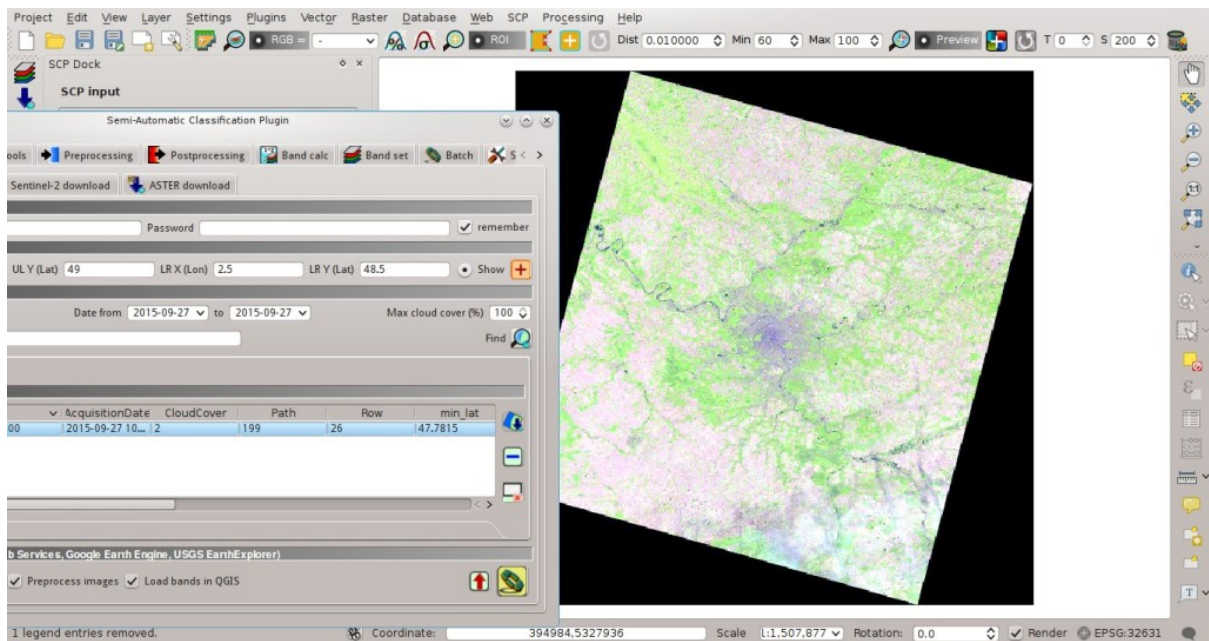 Project Edit View Layer Settings Plugins Vector Raster Database Web SCP Processing Help
RGB = - ROI Dist 0.010000 Min 60 Max 100 Preview T 0 S 200
SCP Dock
SCP input
Semi-Automatic Classification Plugin
ools Preprocessing Postprocessing Band calc Band set Batch S
Sentinel-2 download ASTER download
Password remember
UL Y (Lat) 49 LR X (Lon) 2.5 LR Y (Lat) 48.5 Show
Date from 2015-09-27 to 2015-09-27 Max cloud cover (%) 100
Find
AcquisitionDate CloudCover Path Row min_lat
00 2015-09-27 10... 2 199 26 47.7815
b Services, Google Earth Engine, USGS EarthExplorer)
Preprocess images Load bands in QGIS
1 legend entries removed. Coordinate: 394984,5327936 Scale 1:1,507,877 Rotation: 0.0 Render EPSG:32631